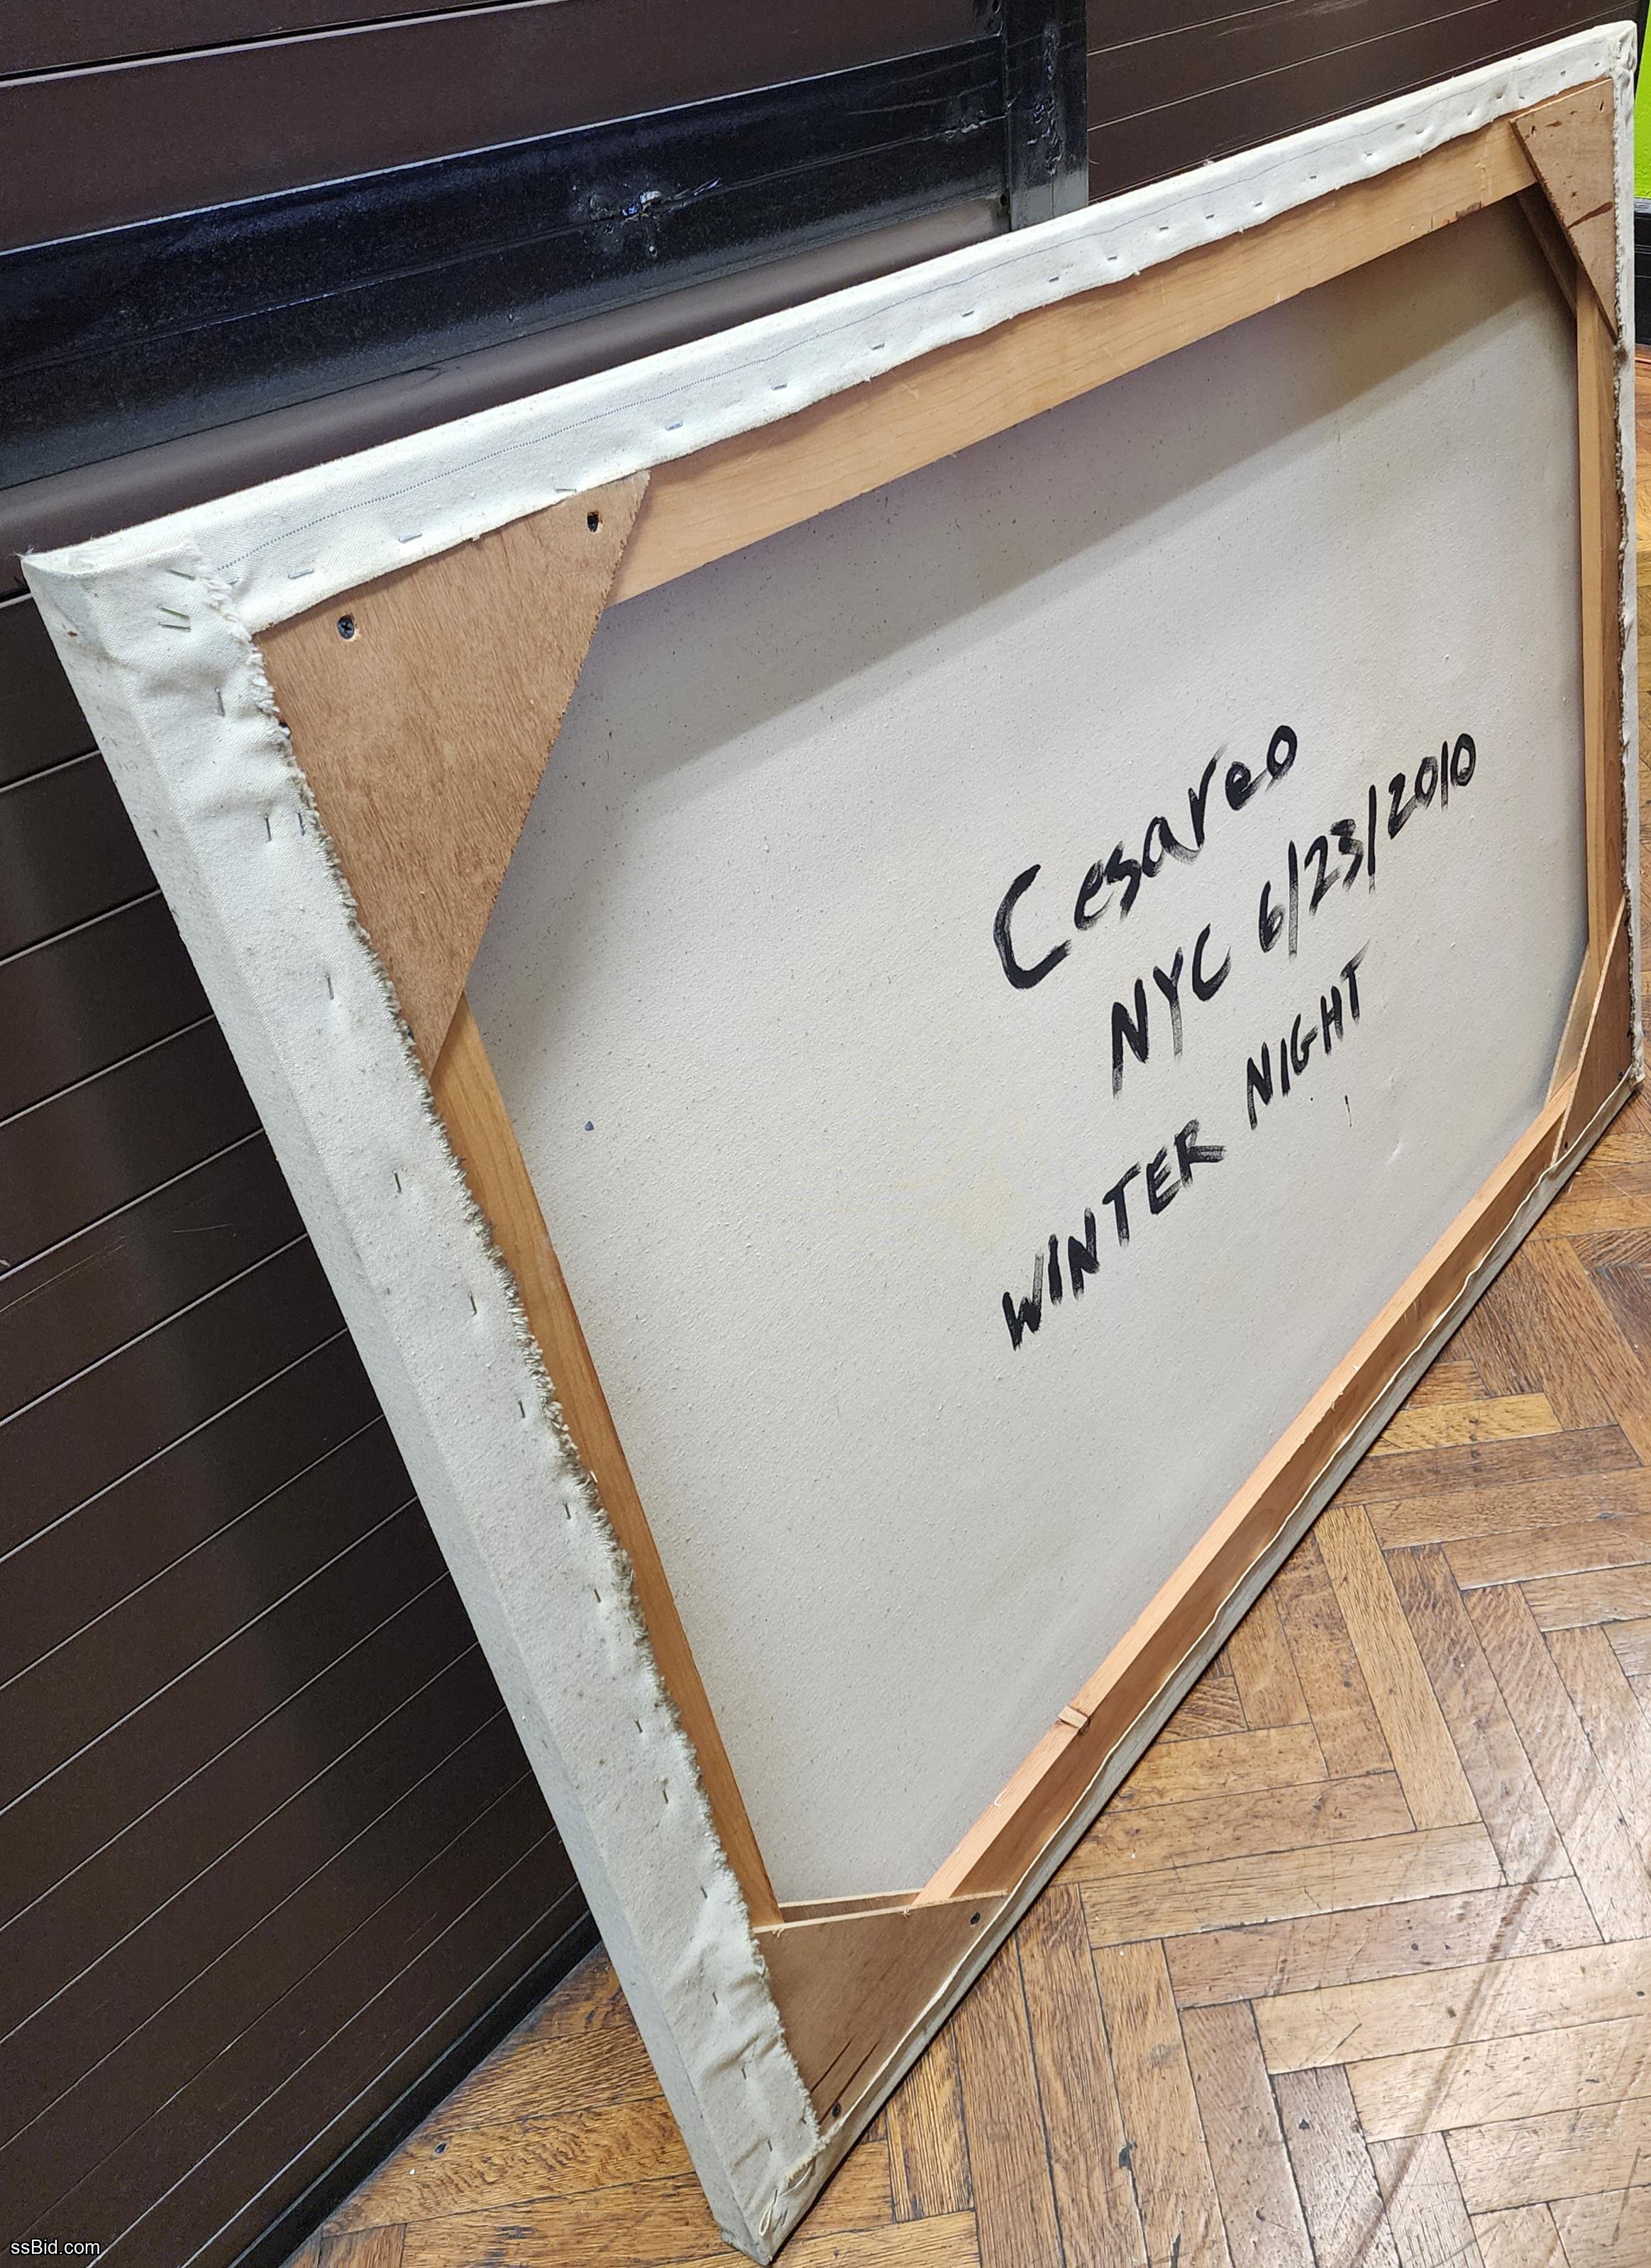 Cesareo
NYC 6/23/2010
WINTER NIGHT
ssBid.com